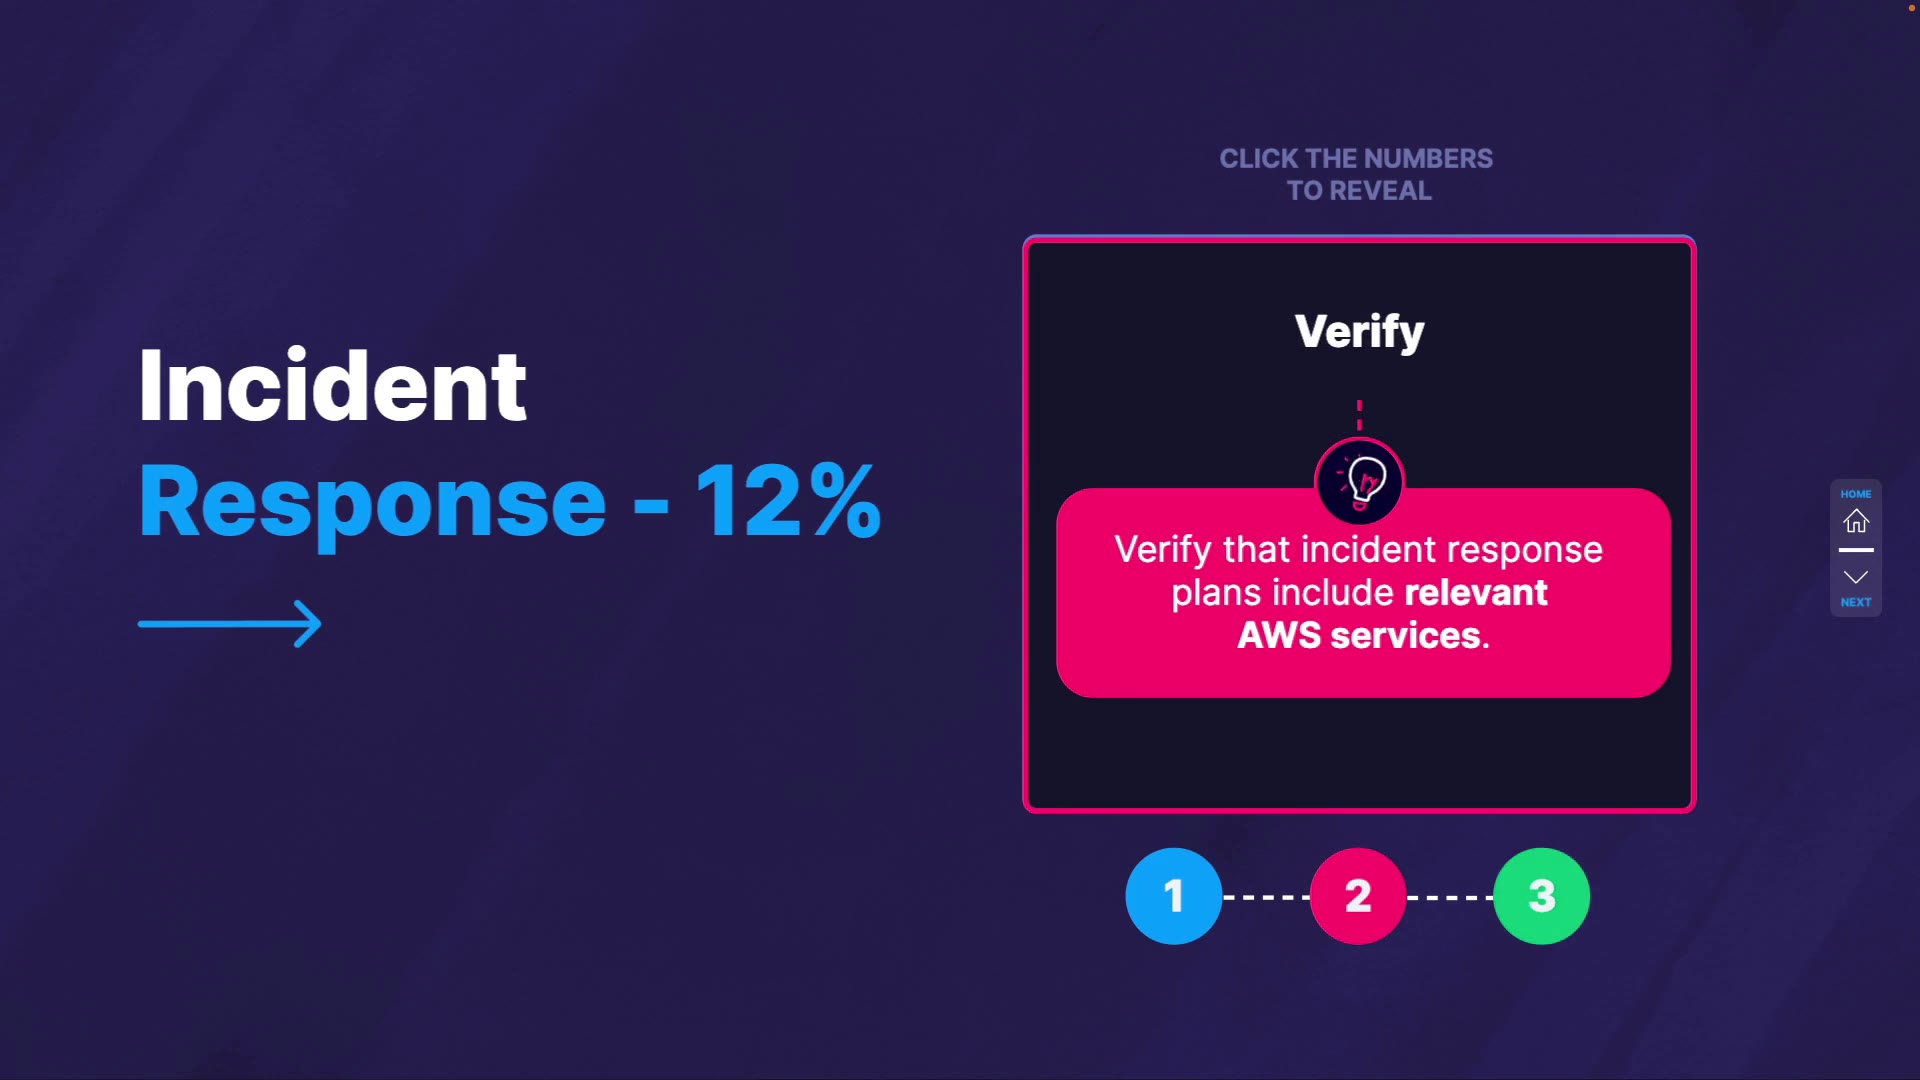 Incident
Response - 12%
CLICK THE NUMBERS
TO REVEAL
Verify
Verify that incident response
plans include relevant
AWS services.
1
2
3
HOME
NEXT